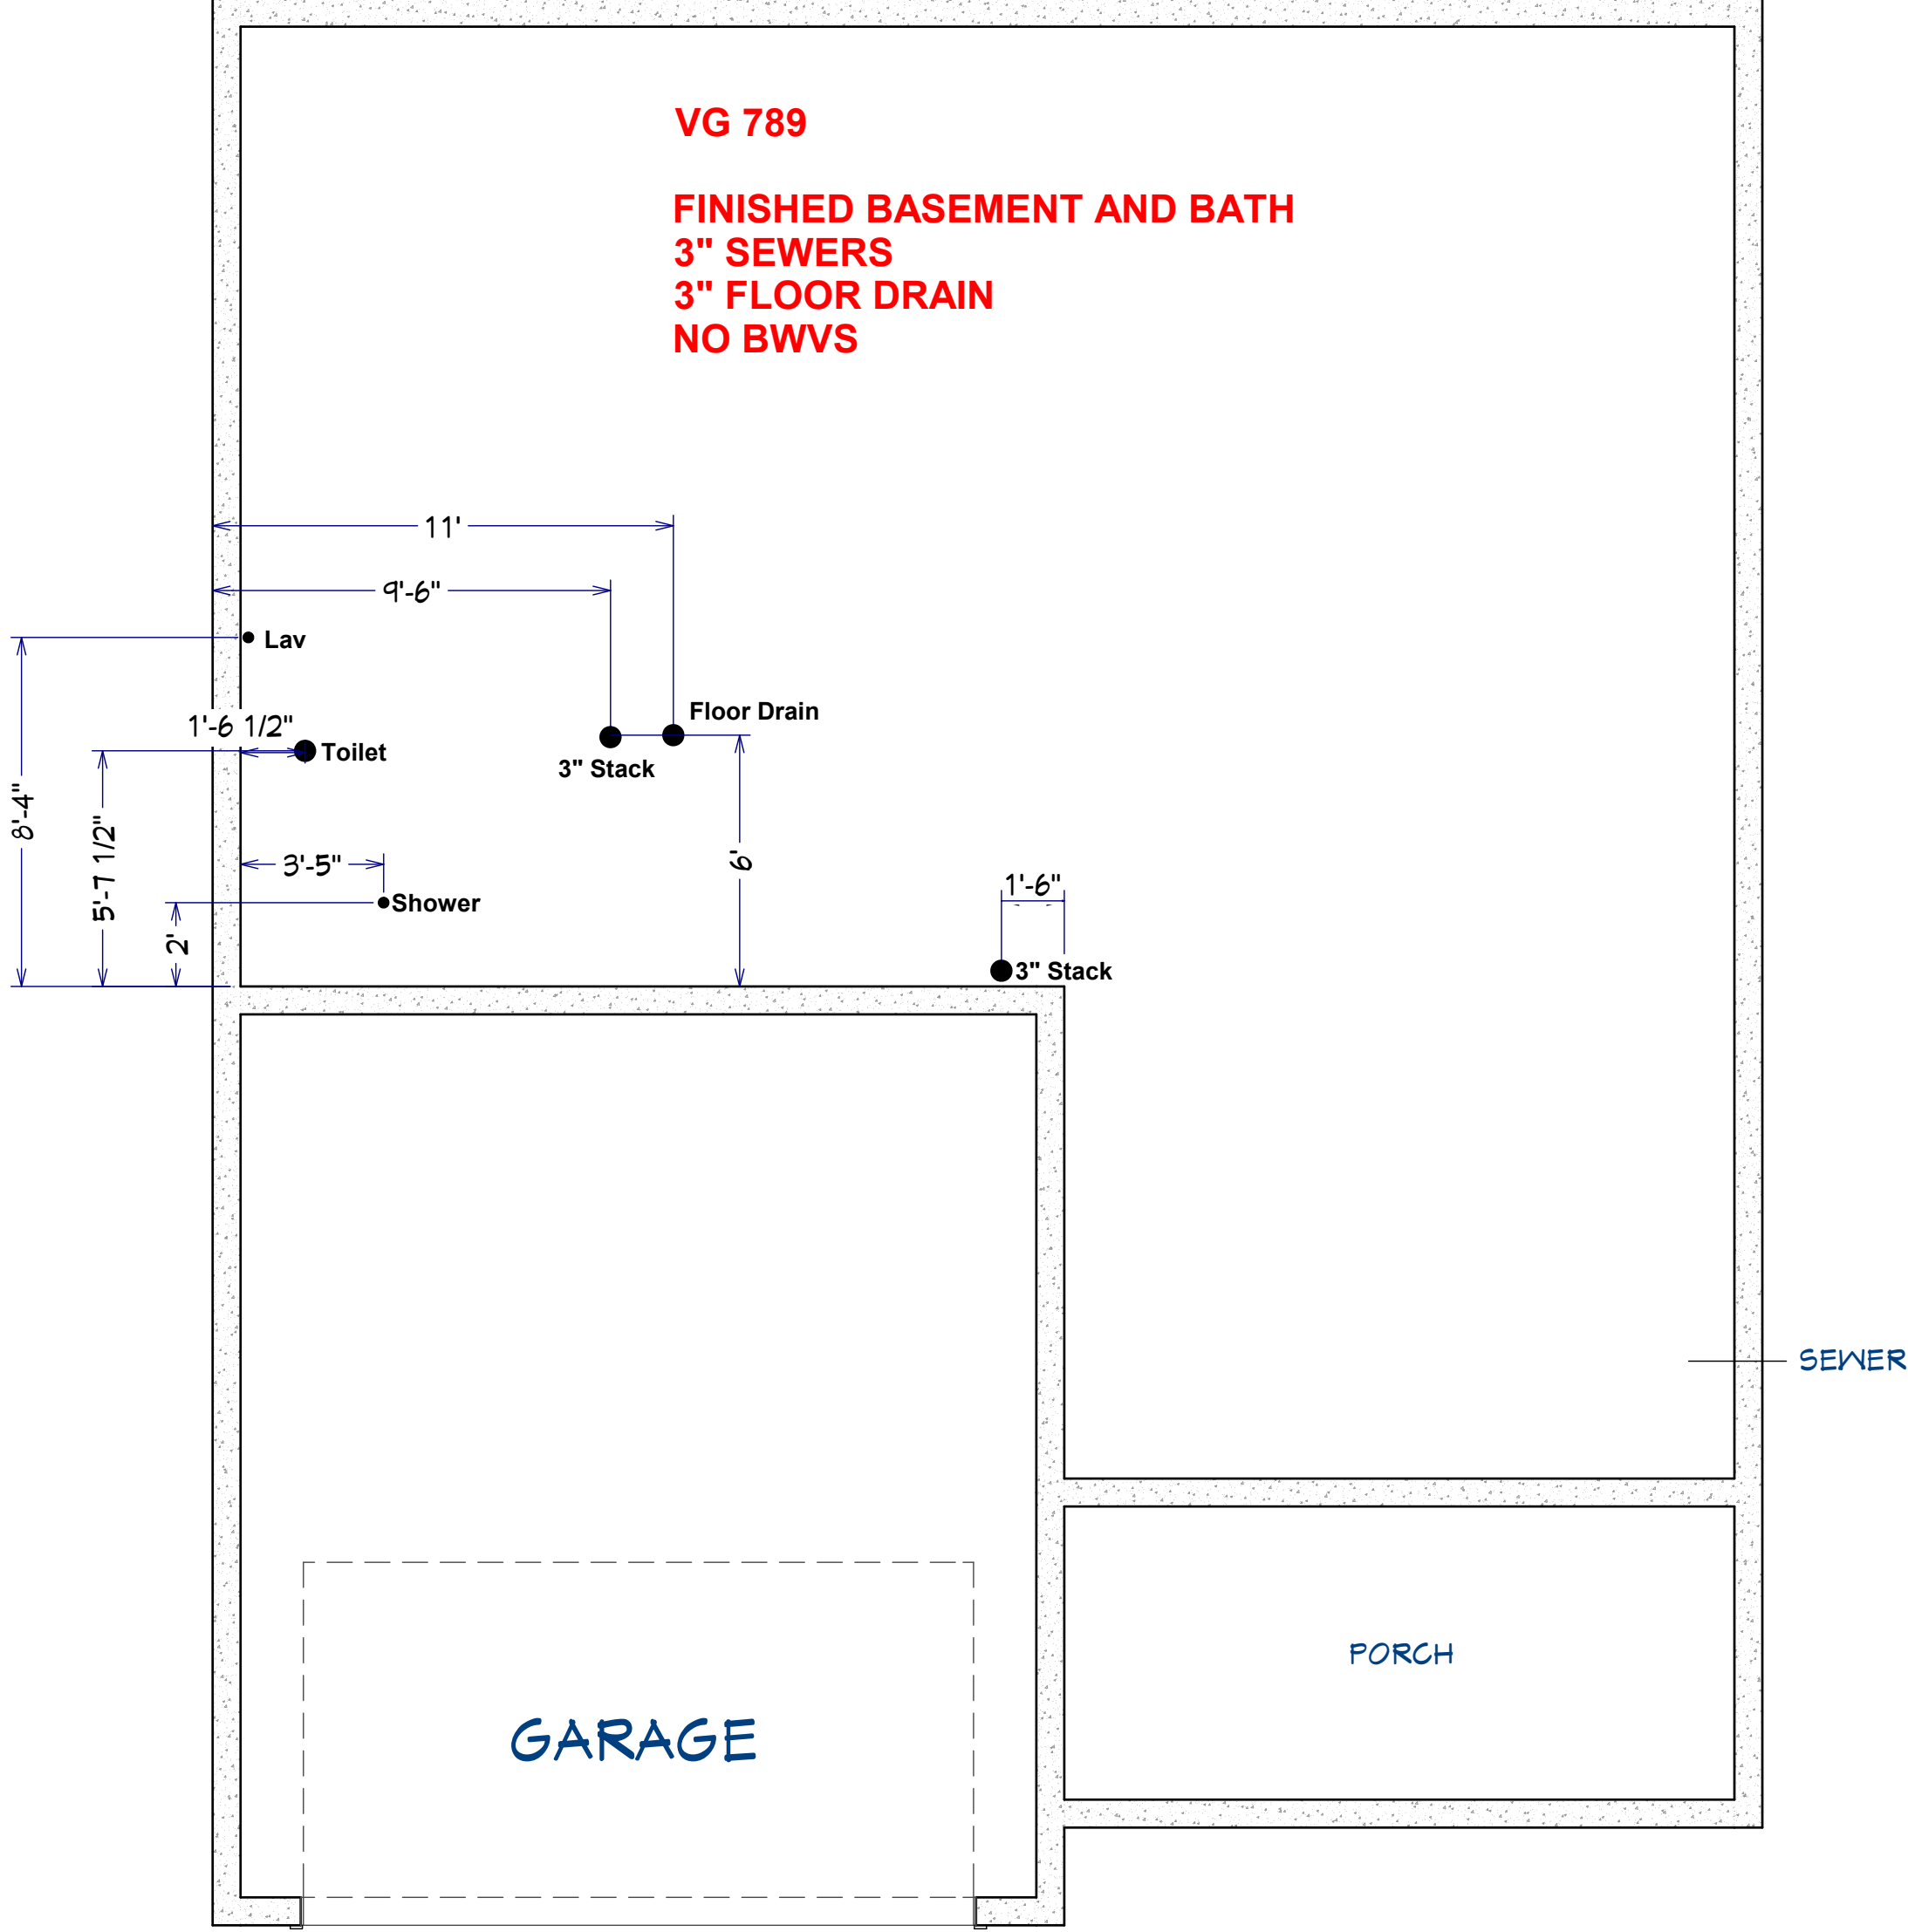 VG 789
FINISHED BASEMENT AND BATH
3" SEWERS
3" FLOOR DRAIN
NO BWVS
11'
9'-6"
Lav
Floor Drain
1'-6 1/2"
Toilet
3" Stack
8'-4"
5'-7 1/2"
3'-5"
6'
1'-6"
Shower
2'
3" Stack
SEWER
PORCH
GARAGE